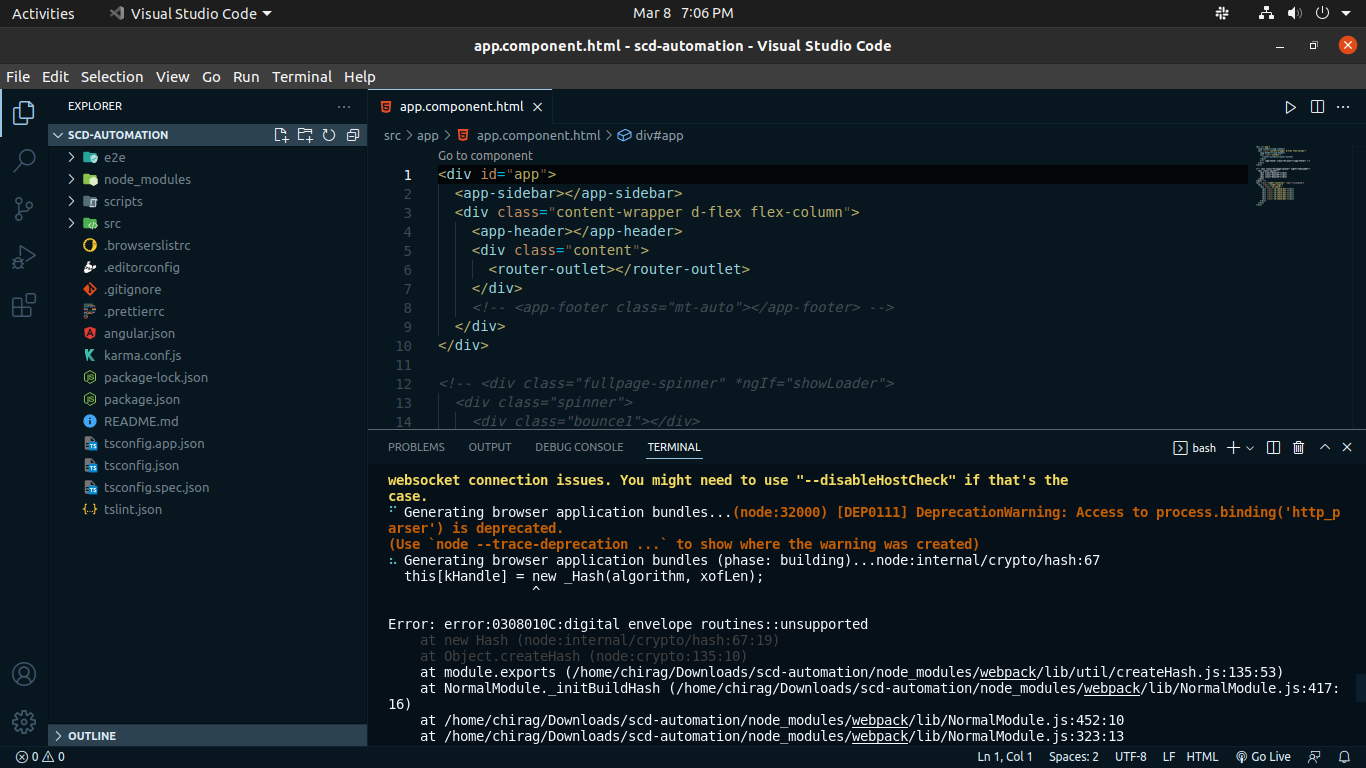 Activities
Visual Studio Code
Mar 8 7:06 PM
app.component.html - scd-automation - Visual Studio Code
File Edit Selection View Go Run Terminal Help
EXPLORER
SCD-AUTOMATION
e2e
node_modules
scripts
src
.browserslistrc
.editorconfig
.gitignore
.prettierrc
angular.json
karma.conf.js
package-lock.json
package.json
README.md
tsconfig.app.json
tsconfig.json
tsconfig.spec.json
tslint.json
OUTLINE
app.component.html
src > app > app.component.html > div#app
Go to component
1 <div id="app">
2 <app-sidebar></app-sidebar>
3 <div class="content-wrapper d-flex flex-column">
4 <app-header></app-header>
5 <div class="content">
6 <router-outlet></router-outlet>
7 </div>
8 <!-- <app-footer class="mt-auto"></app-footer> -->
9 </div>
10 </div>
11
12 <!-- <div class="fullpage-spinner" *ngIf="showLoader">
13 <div class="spinner">
14 <div class="bounce1"></div>
PROBLEMS OUTPUT DEBUG CONSOLE TERMINAL
bash
websocket connection issues. You might need to use "--disableHostCheck" if that's the
case.
Generating browser application bundles...(node:32000) [DEP0111] DeprecationWarning: Access to process.binding('http_p
arser') is deprecated.
(Use `node --trace-deprecation ...` to show where the warning was created)
Generating browser application bundles (phase: building)...node:internal/crypto/hash:67
this[kHandle] = new _Hash(algorithm, xofLen);
^
Error: error:0308010C:digital envelope routines::unsupported
at new Hash (node:internal/crypto/hash:67:19)
at Object.createHash (node:crypto:135:10)
at module.exports (/home/chirag/Downloads/scd-automation/node_modules/webpack/lib/util/createHash.js:135:53)
at NormalModule._initBuildHash (/home/chirag/Downloads/scd-automation/node_modules/webpack/lib/NormalModule.js:417:
16)
at /home/chirag/Downloads/scd-automation/node_modules/webpack/lib/NormalModule.js:452:10
at /home/chirag/Downloads/scd-automation/node_modules/webpack/lib/NormalModule.js:323:13
0 0
Ln 1, Col 1 Spaces: 2 UTF-8 LF HTML Go Live